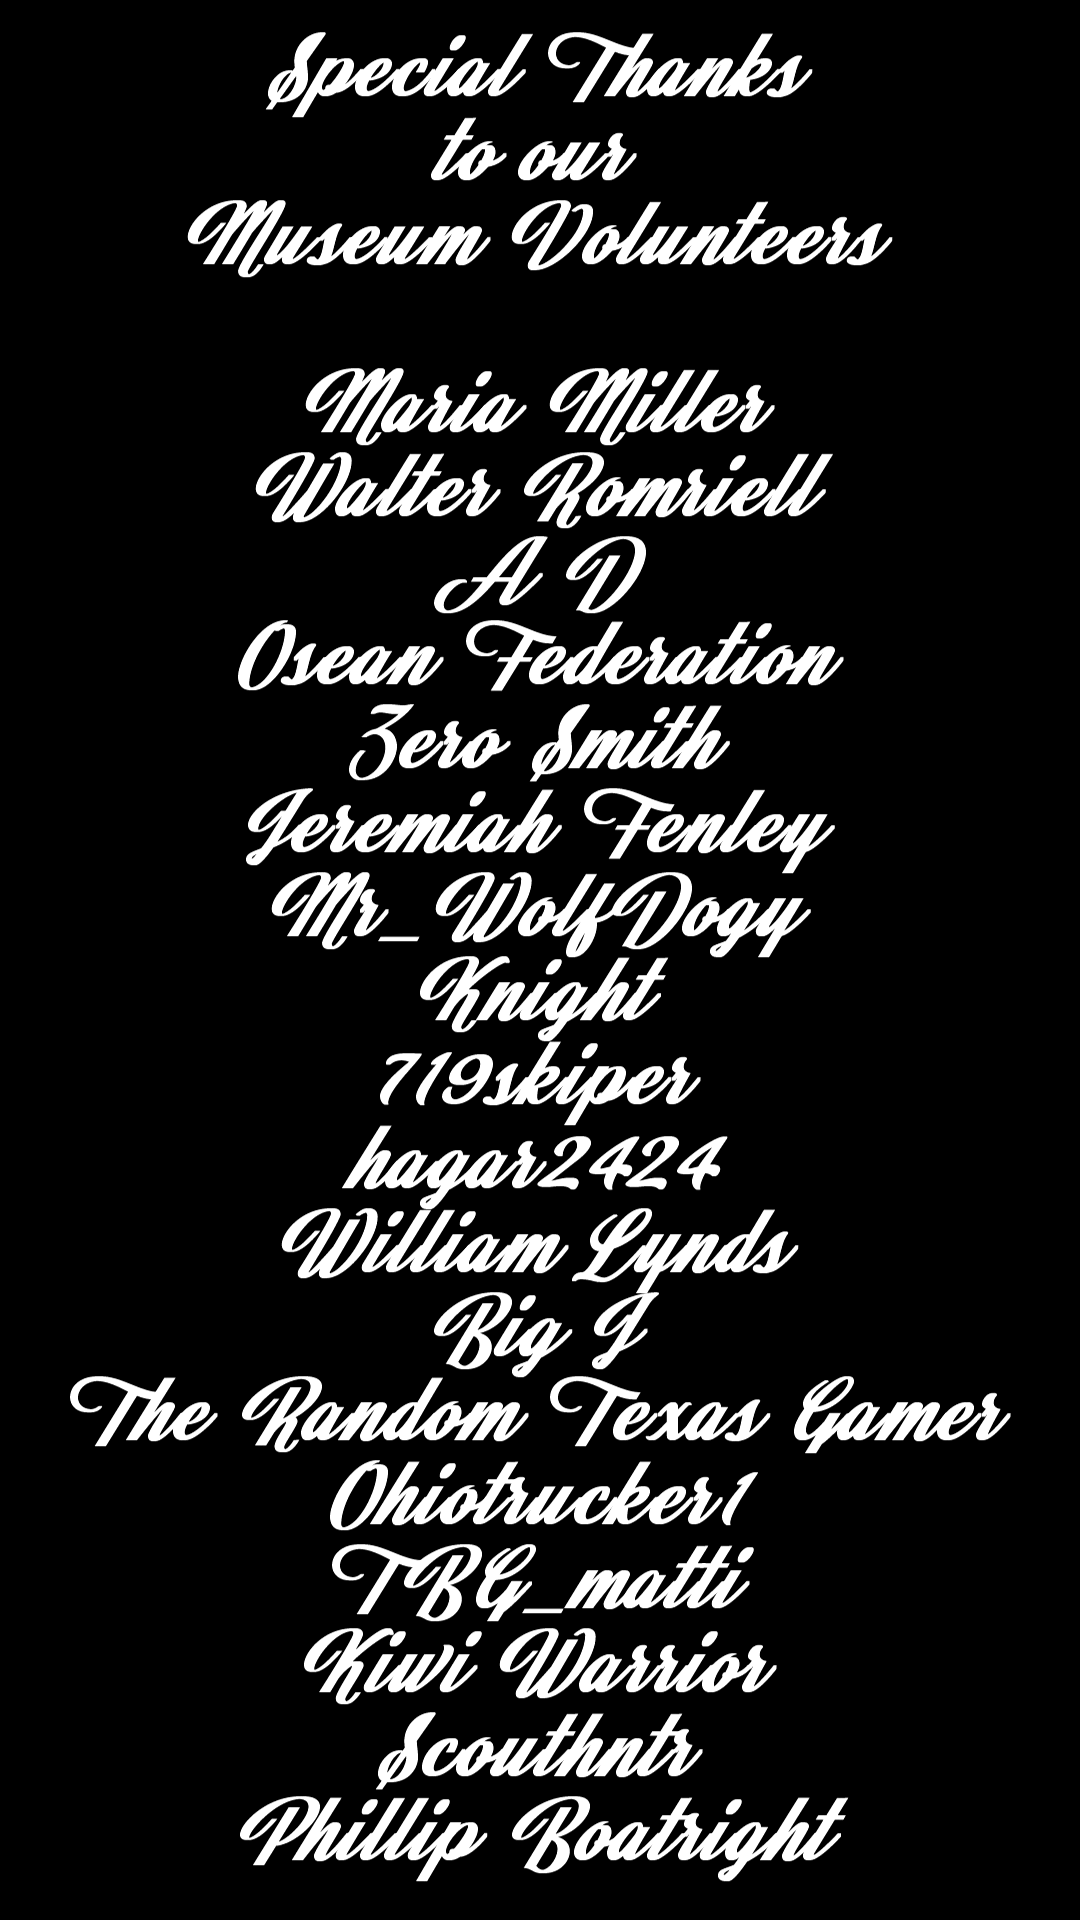 Special Thanks
to our
Museum Volunteers
Maria Miller
Walter Romriell
A D
Osean Federation
Zero Smith
Jeremiah Fenley
Mr_WolfDogy
Knight
719skiper
hagar2424
William Lynds
Big J
The Random Texas Gamer
Ohiotrucker1
TBG_matti
Kiwi Warrior
Scouthntr
Phillip Boatright